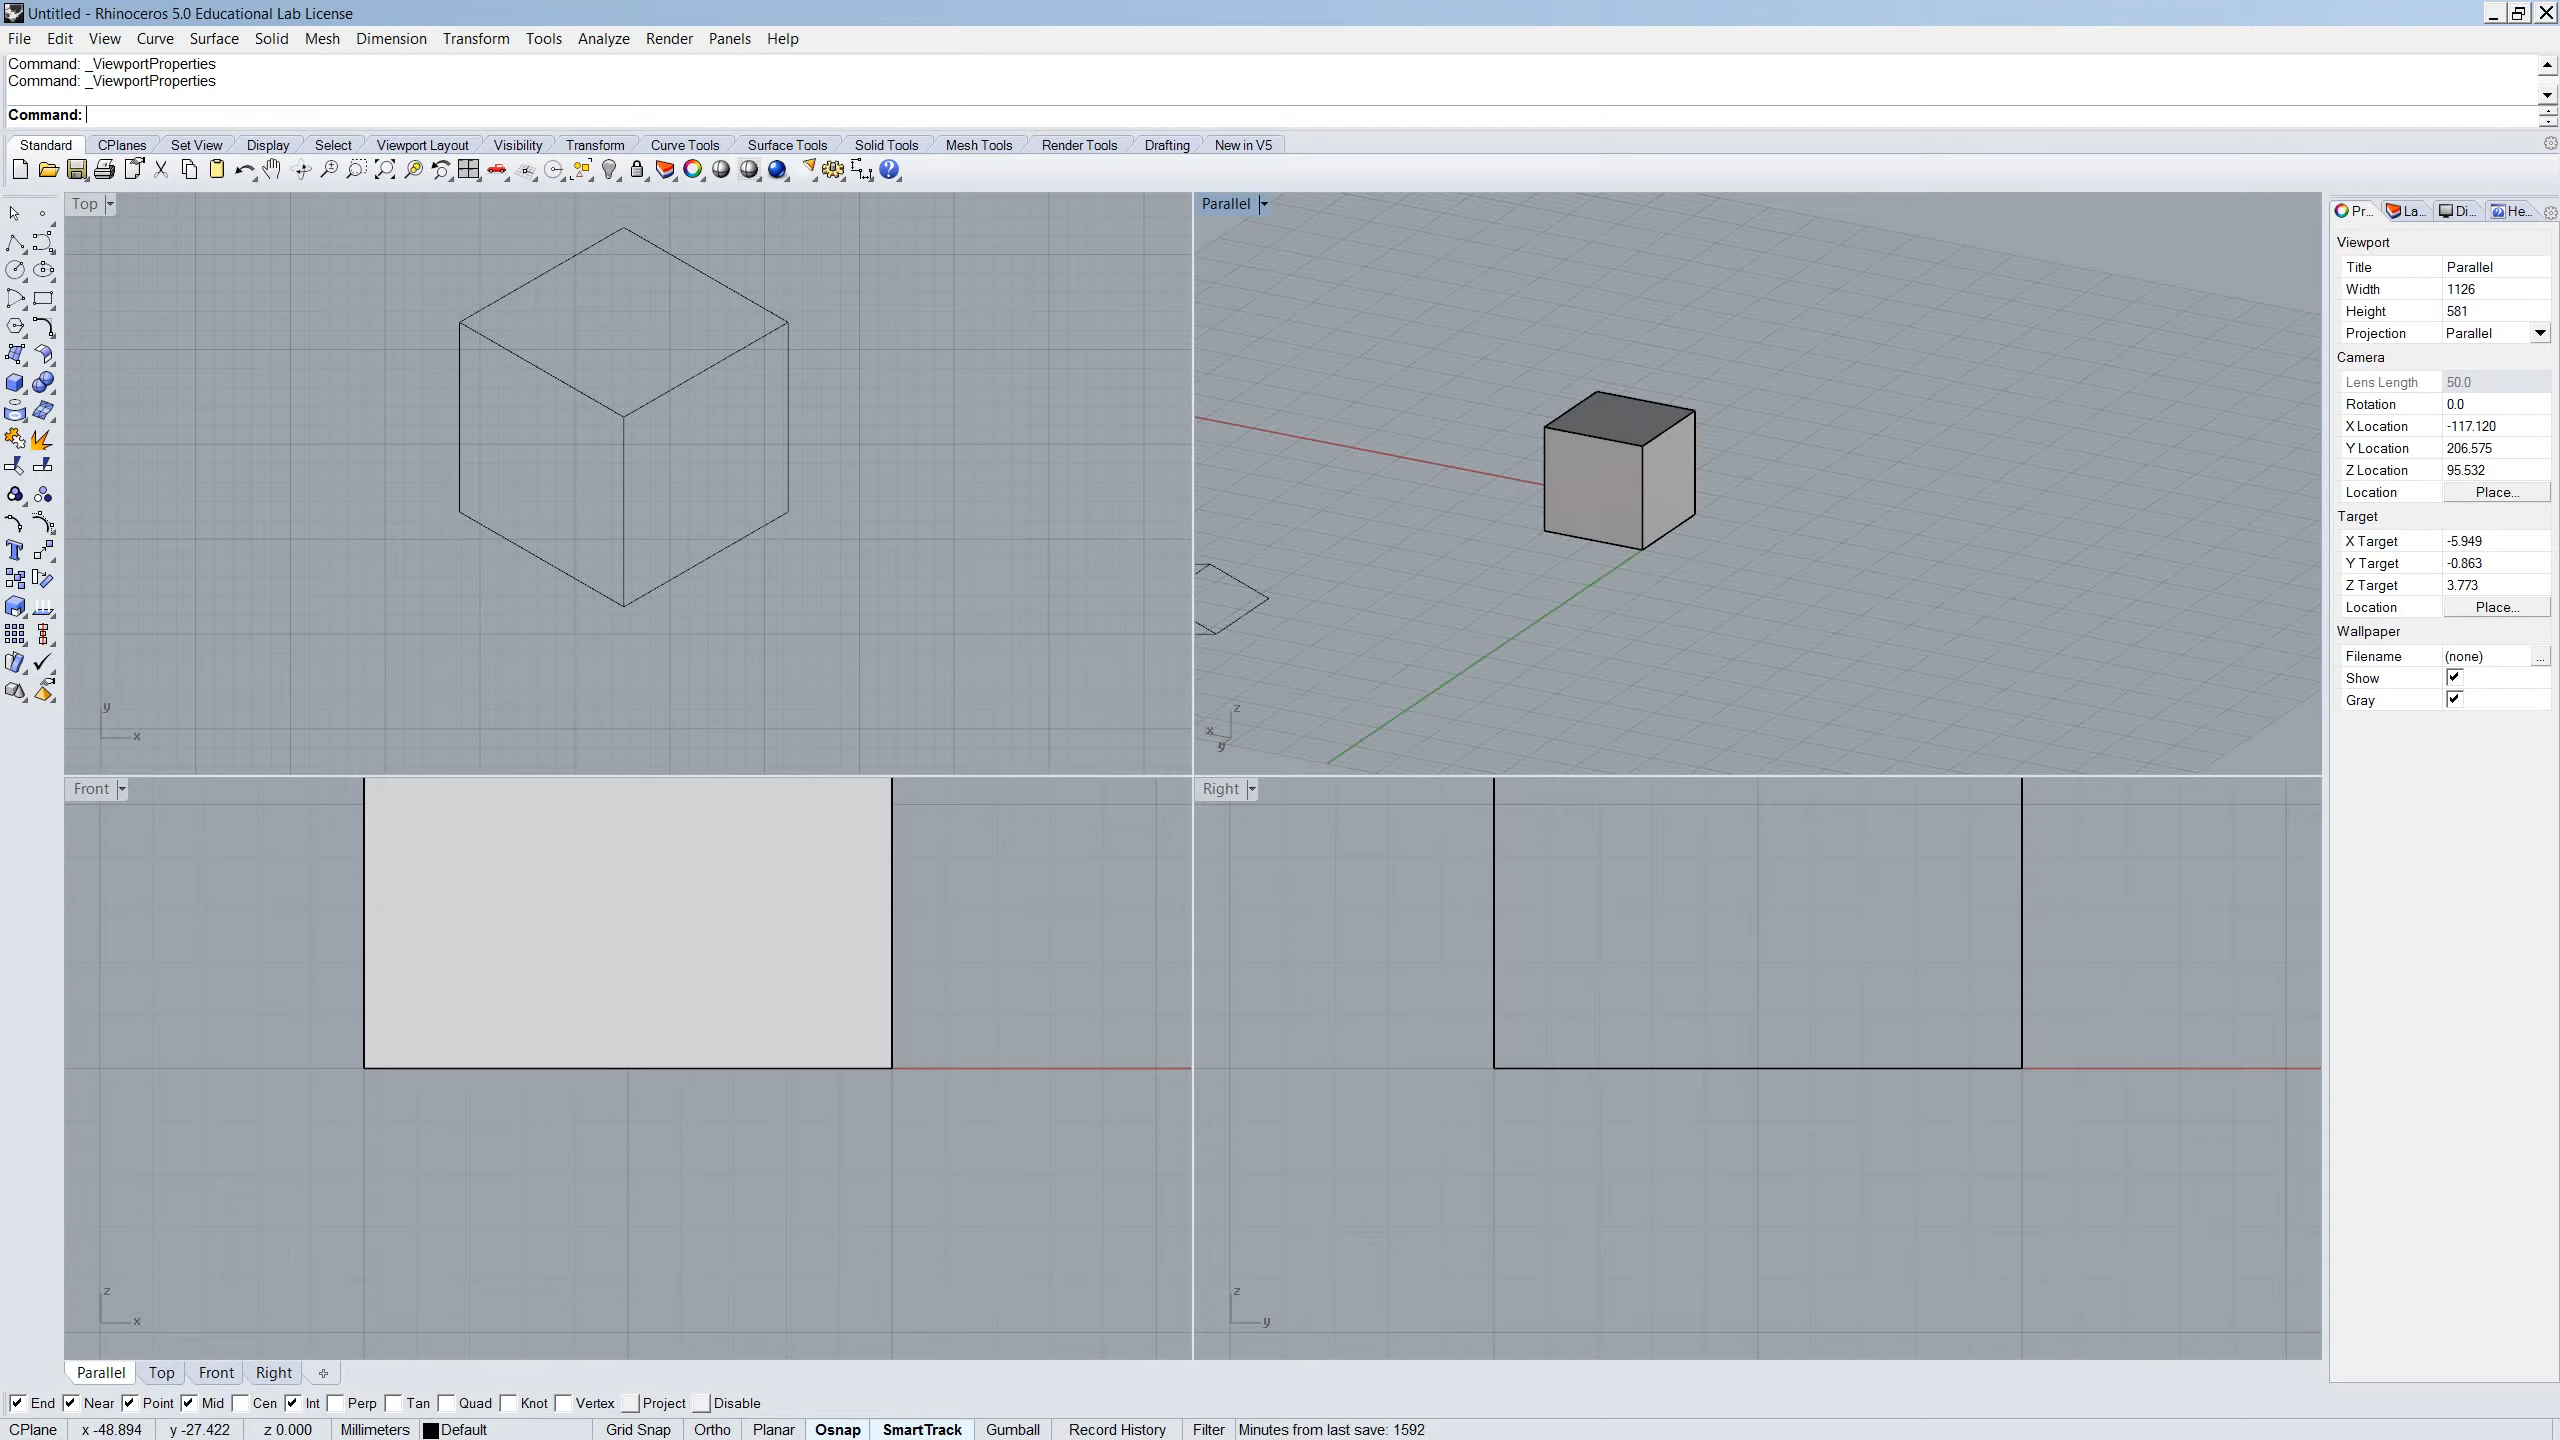 Untitled - Rhinoceros 5.0 Educational Lab License
File Edit View Curve Surface Solid Mesh Dimension Transform Tools Analyze Render Panels Help
Command: _ViewportProperties
Command: _ViewportProperties
Command:
Standard CPlanes Set View Display Select Viewport Layout Visibility Transform Curve Tools Surface Tools Solid Tools Mesh Tools Render Tools Drafting New in V5
Top
y
x
Parallel
z
x
y
Front
z
x
Right
z
y
Pr... La... Di... He...
Viewport
Title Parallel
Width 1126
Height 581
Projection Parallel
Camera
Lens Length 50.0
Rotation 0.0
X Location -117.120
Y Location 206.575
Z Location 95.532
Location Place...
Target
X Target -5.949
Y Target -0.863
Z Target 3.773
Location Place...
Wallpaper
Filename (none) ...
Show
Gray
Parallel Top Front Right
End Near Point Mid Cen Int Perp Tan Quad Knot Vertex Project Disable
CPlane x -48.894 y -27.422 z 0.000 Millimeters Default Grid Snap Ortho Planar Osnap SmartTrack Gumball Record History Filter Minutes from last save: 1592